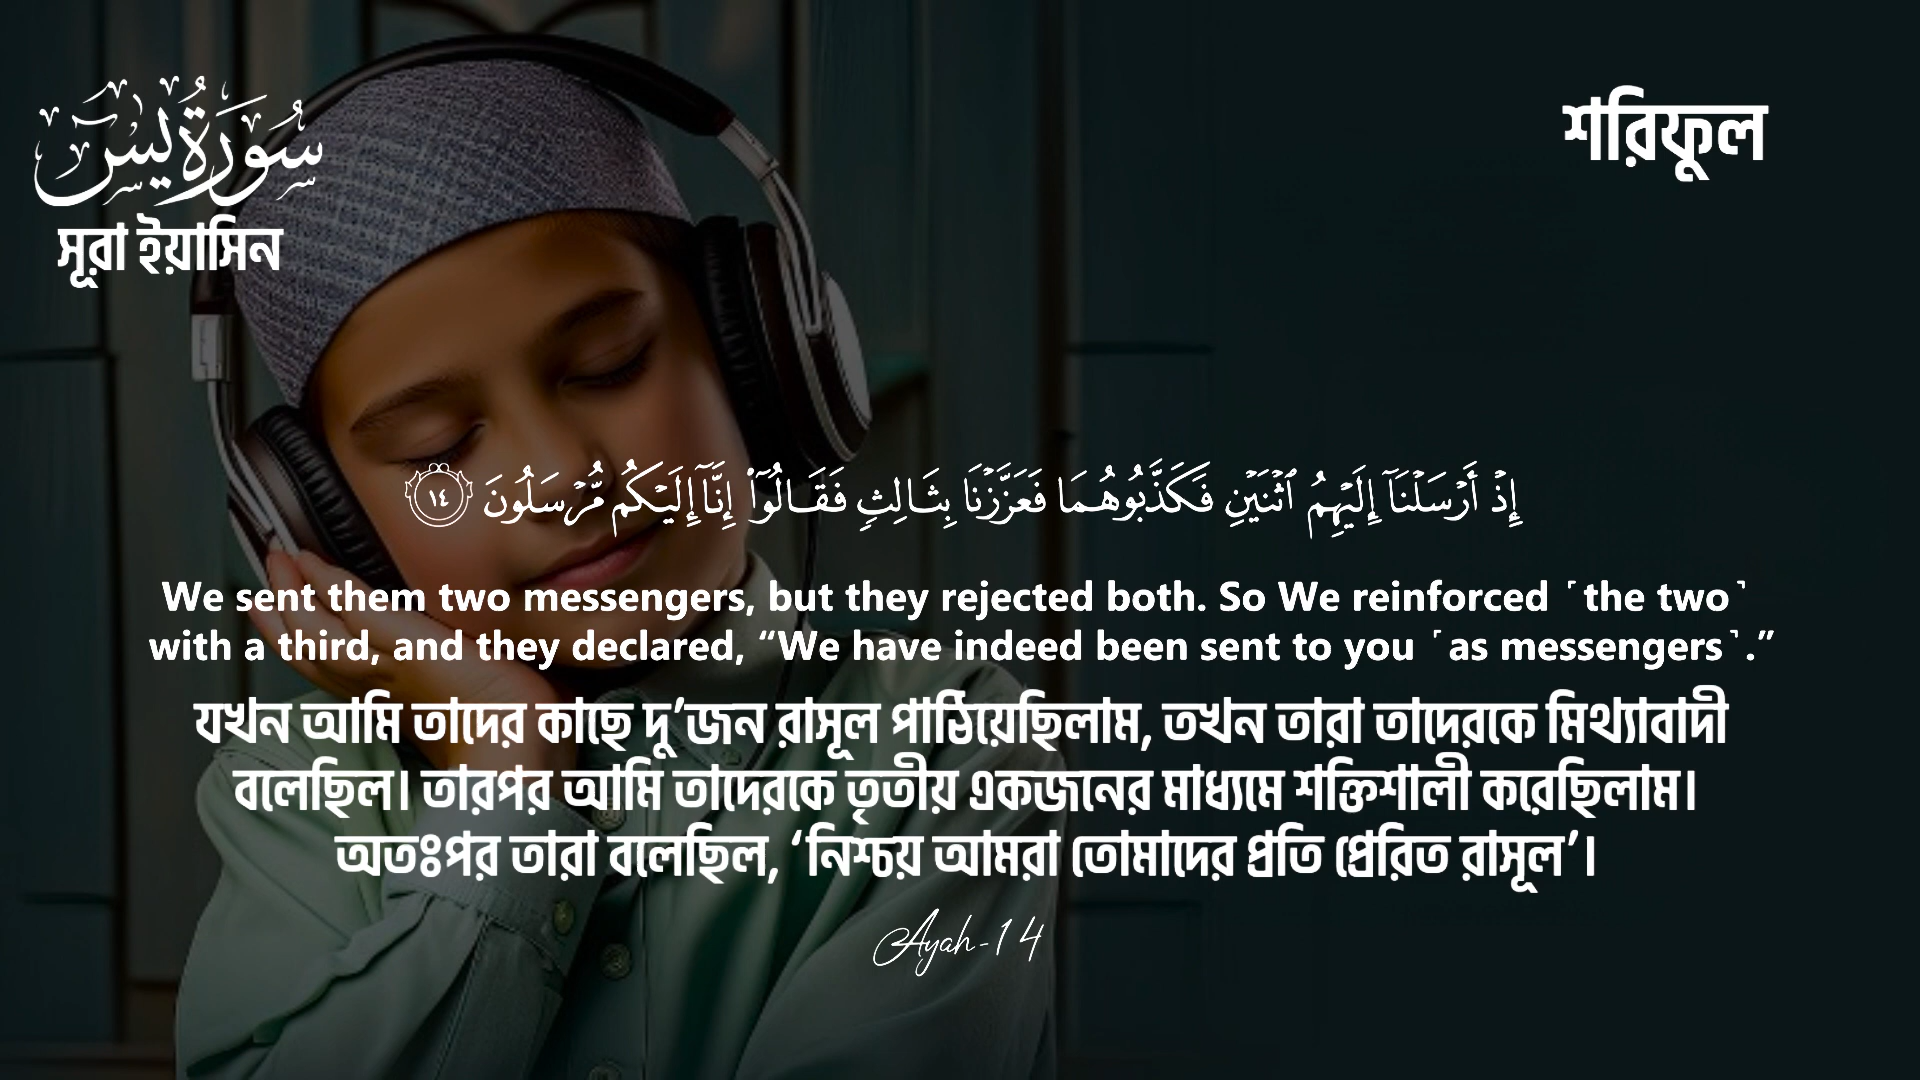 سُورَةُ يسٓ
সূরা ইয়াসিন
শরিফুল
إِذْ أَرْسَلْنَآ إِلَيْهِمُ ٱثْنَيْنِ فَكَذَّبُوهُمَا فَعَزَّزْنَا بِثَالِثٍ فَقَالُوٓا۟ إِنَّآ إِلَيْكُم مُّرْسَلُونَ ١٤
We sent them two messengers, but they rejected both. So We reinforced ˹the two˺
with a third, and they declared, “We have indeed been sent to you ˹as messengers˺.”
যখন আমি তাদের কাছে দু’জন রাসূল পাঠিয়েছিলাম, তখন তারা তাদেরকে মিথ্যাবাদী
বলেছিল। তারপর আমি তাদেরকে তৃতীয় একজনের মাধ্যমে শক্তিশালী করেছিলাম।
অতঃপর তারা বলেছিল, ‘নিশ্চয় আমরা তোমাদের প্রতি প্রেরিত রাসূল’।
Ayah-14